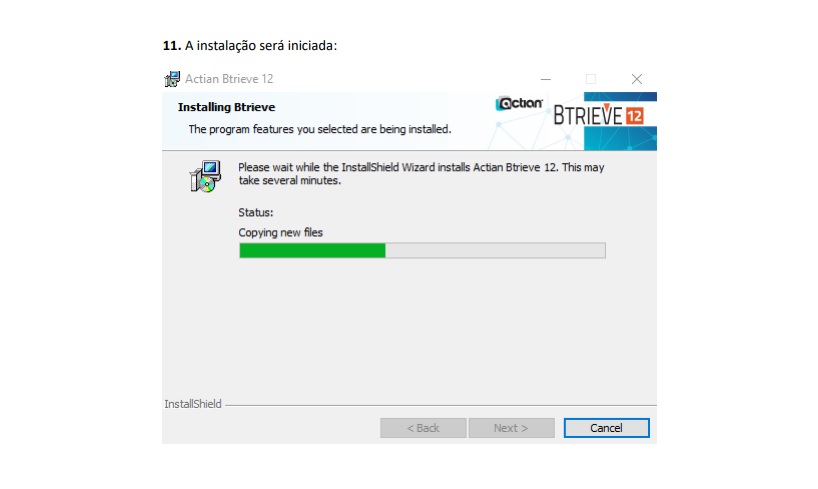 11. A instalação será iniciada:
Actian Btrieve 12
Installing Btrieve
The program features you selected are being installed.
Actian
BTRIEVE 12
Please wait while the InstallShield Wizard installs Actian Btrieve 12. This may
take several minutes.
Status:
Copying new files
InstallShield
< Back
Next >
Cancel